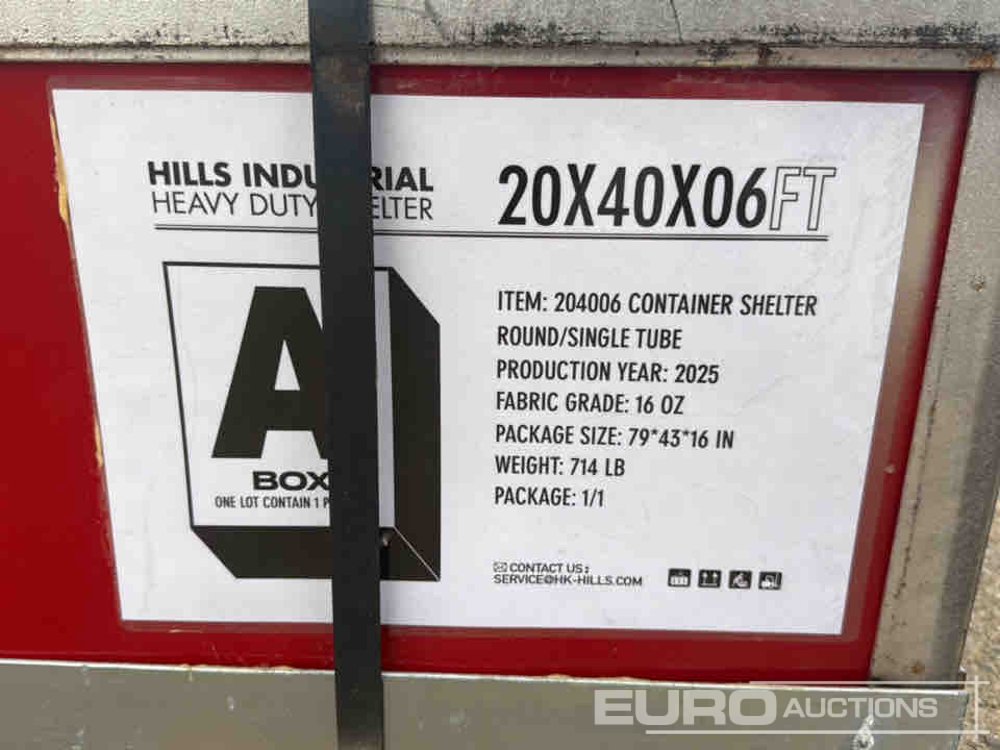 HILLS INDU RIAL
HEAVY DUTY ELTER
20X40X06FT
A
BOX
ONE LOT CONTAIN 1 P
ITEM: 204006 CONTAINER SHELTER
ROUND/SINGLE TUBE
PRODUCTION YEAR: 2025
FABRIC GRADE: 16 OZ
PACKAGE SIZE: 79*43*16 IN
WEIGHT: 714 LB
PACKAGE: 1/1
CONTACT US:
SERVICE@HK-HILLS.COM
EURO AUCTIONS